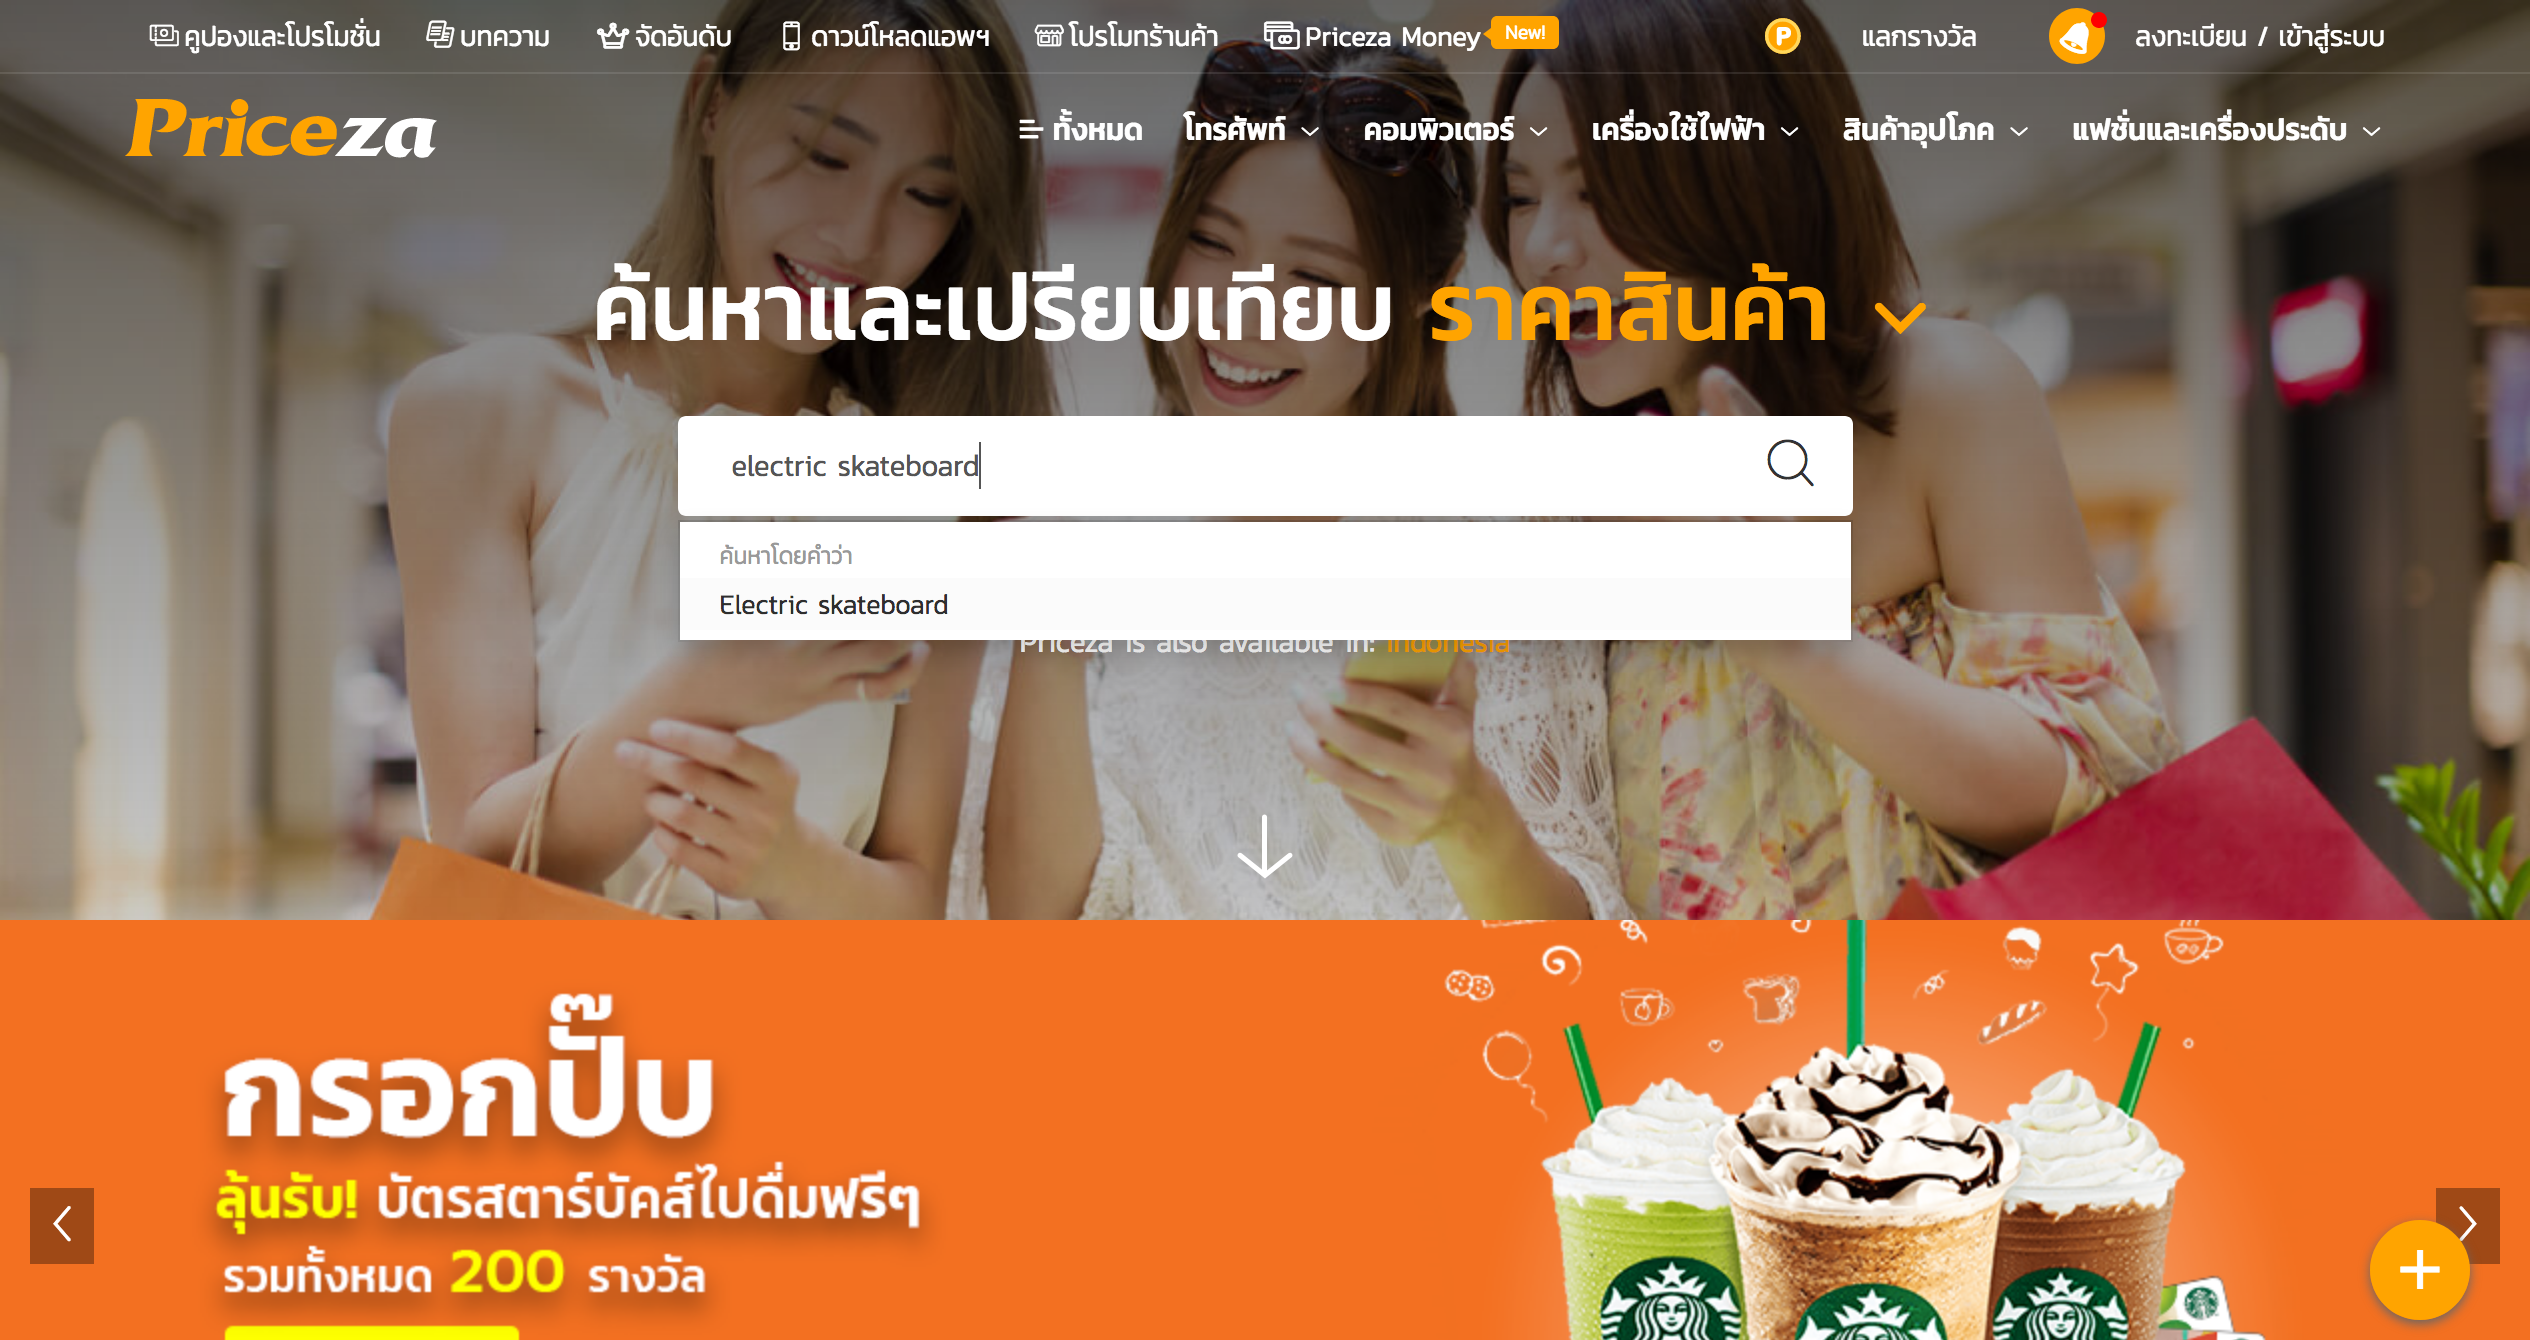 คูปองและโปรโมชั่น บทความ จัดอันดับ ดาวน์โหลดแอพฯ โปรโมทร้านค้า Priceza Money New! P แลกรางวัล ลงทะเบียน / เข้าสู่ระบบ
Priceza ทั้งหมด โทรศัพท์ คอมพิวเตอร์ เครื่องใช้ไฟฟ้า สินค้าอุปโภค แฟชั่นและเครื่องประดับ
ค้นหาและเปรียบเทียบ ราคาสินค้า
electric skateboard
ค้นหาโดยคำว่า
Electric skateboard
Priceza is also available in: Indonesia
กรอกปั๊บ
ลุ้นรับ! บัตรสตาร์บัคส์ไปดื่มฟรีๆ
รวมทั้งหมด 200 รางวัล